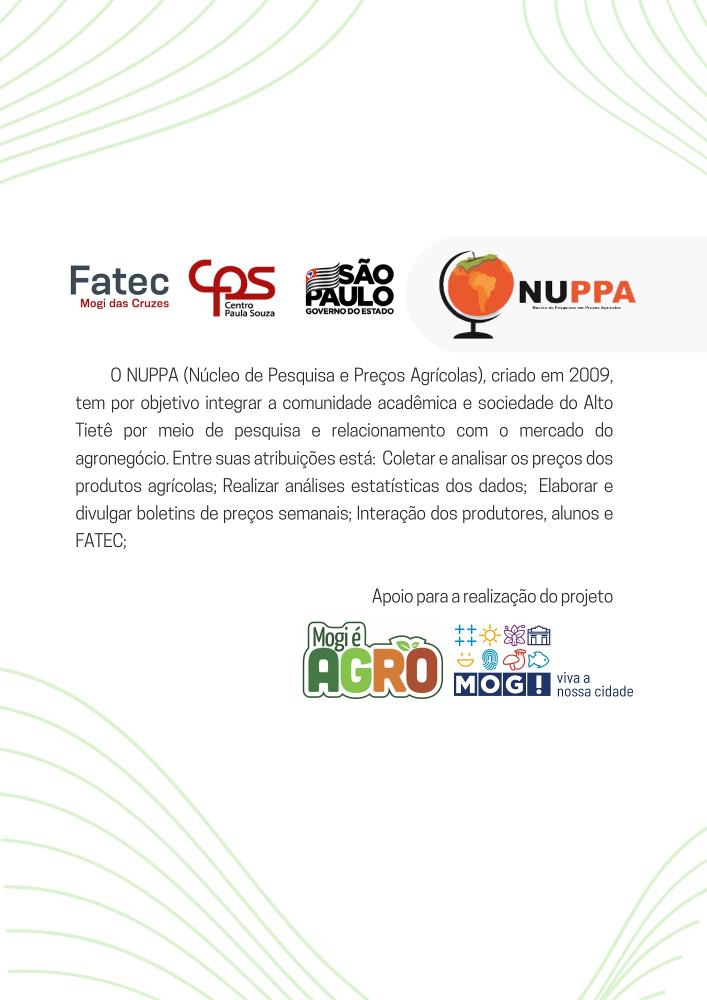 Fatec
Mogi das Cruzes
CPS
Centro
Paula Souza
SÃO
PAULO
GOVERNO DO ESTADO
NUPPA
Nucleo de Pesquisas em Preços Agricolas
O NUPPA (Núcleo de Pesquisa e Preços Agrícolas), criado em 2009,
tem por objetivo integrar a comunidade acadêmica e sociedade do Alto
Tietê por meio de pesquisa e relacionamento com o mercado do
agronegócio. Entre suas atribuições está: Coletar e analisar os preços dos
produtos agrícolas; Realizar análises estatísticas dos dados; Elaborar e
divulgar boletins de preços semanais; Interação dos produtores, alunos e
FATEC;
Apoio para a realização do projeto
Mogi é
AGRO
MOG!
viva a
nossa cidade